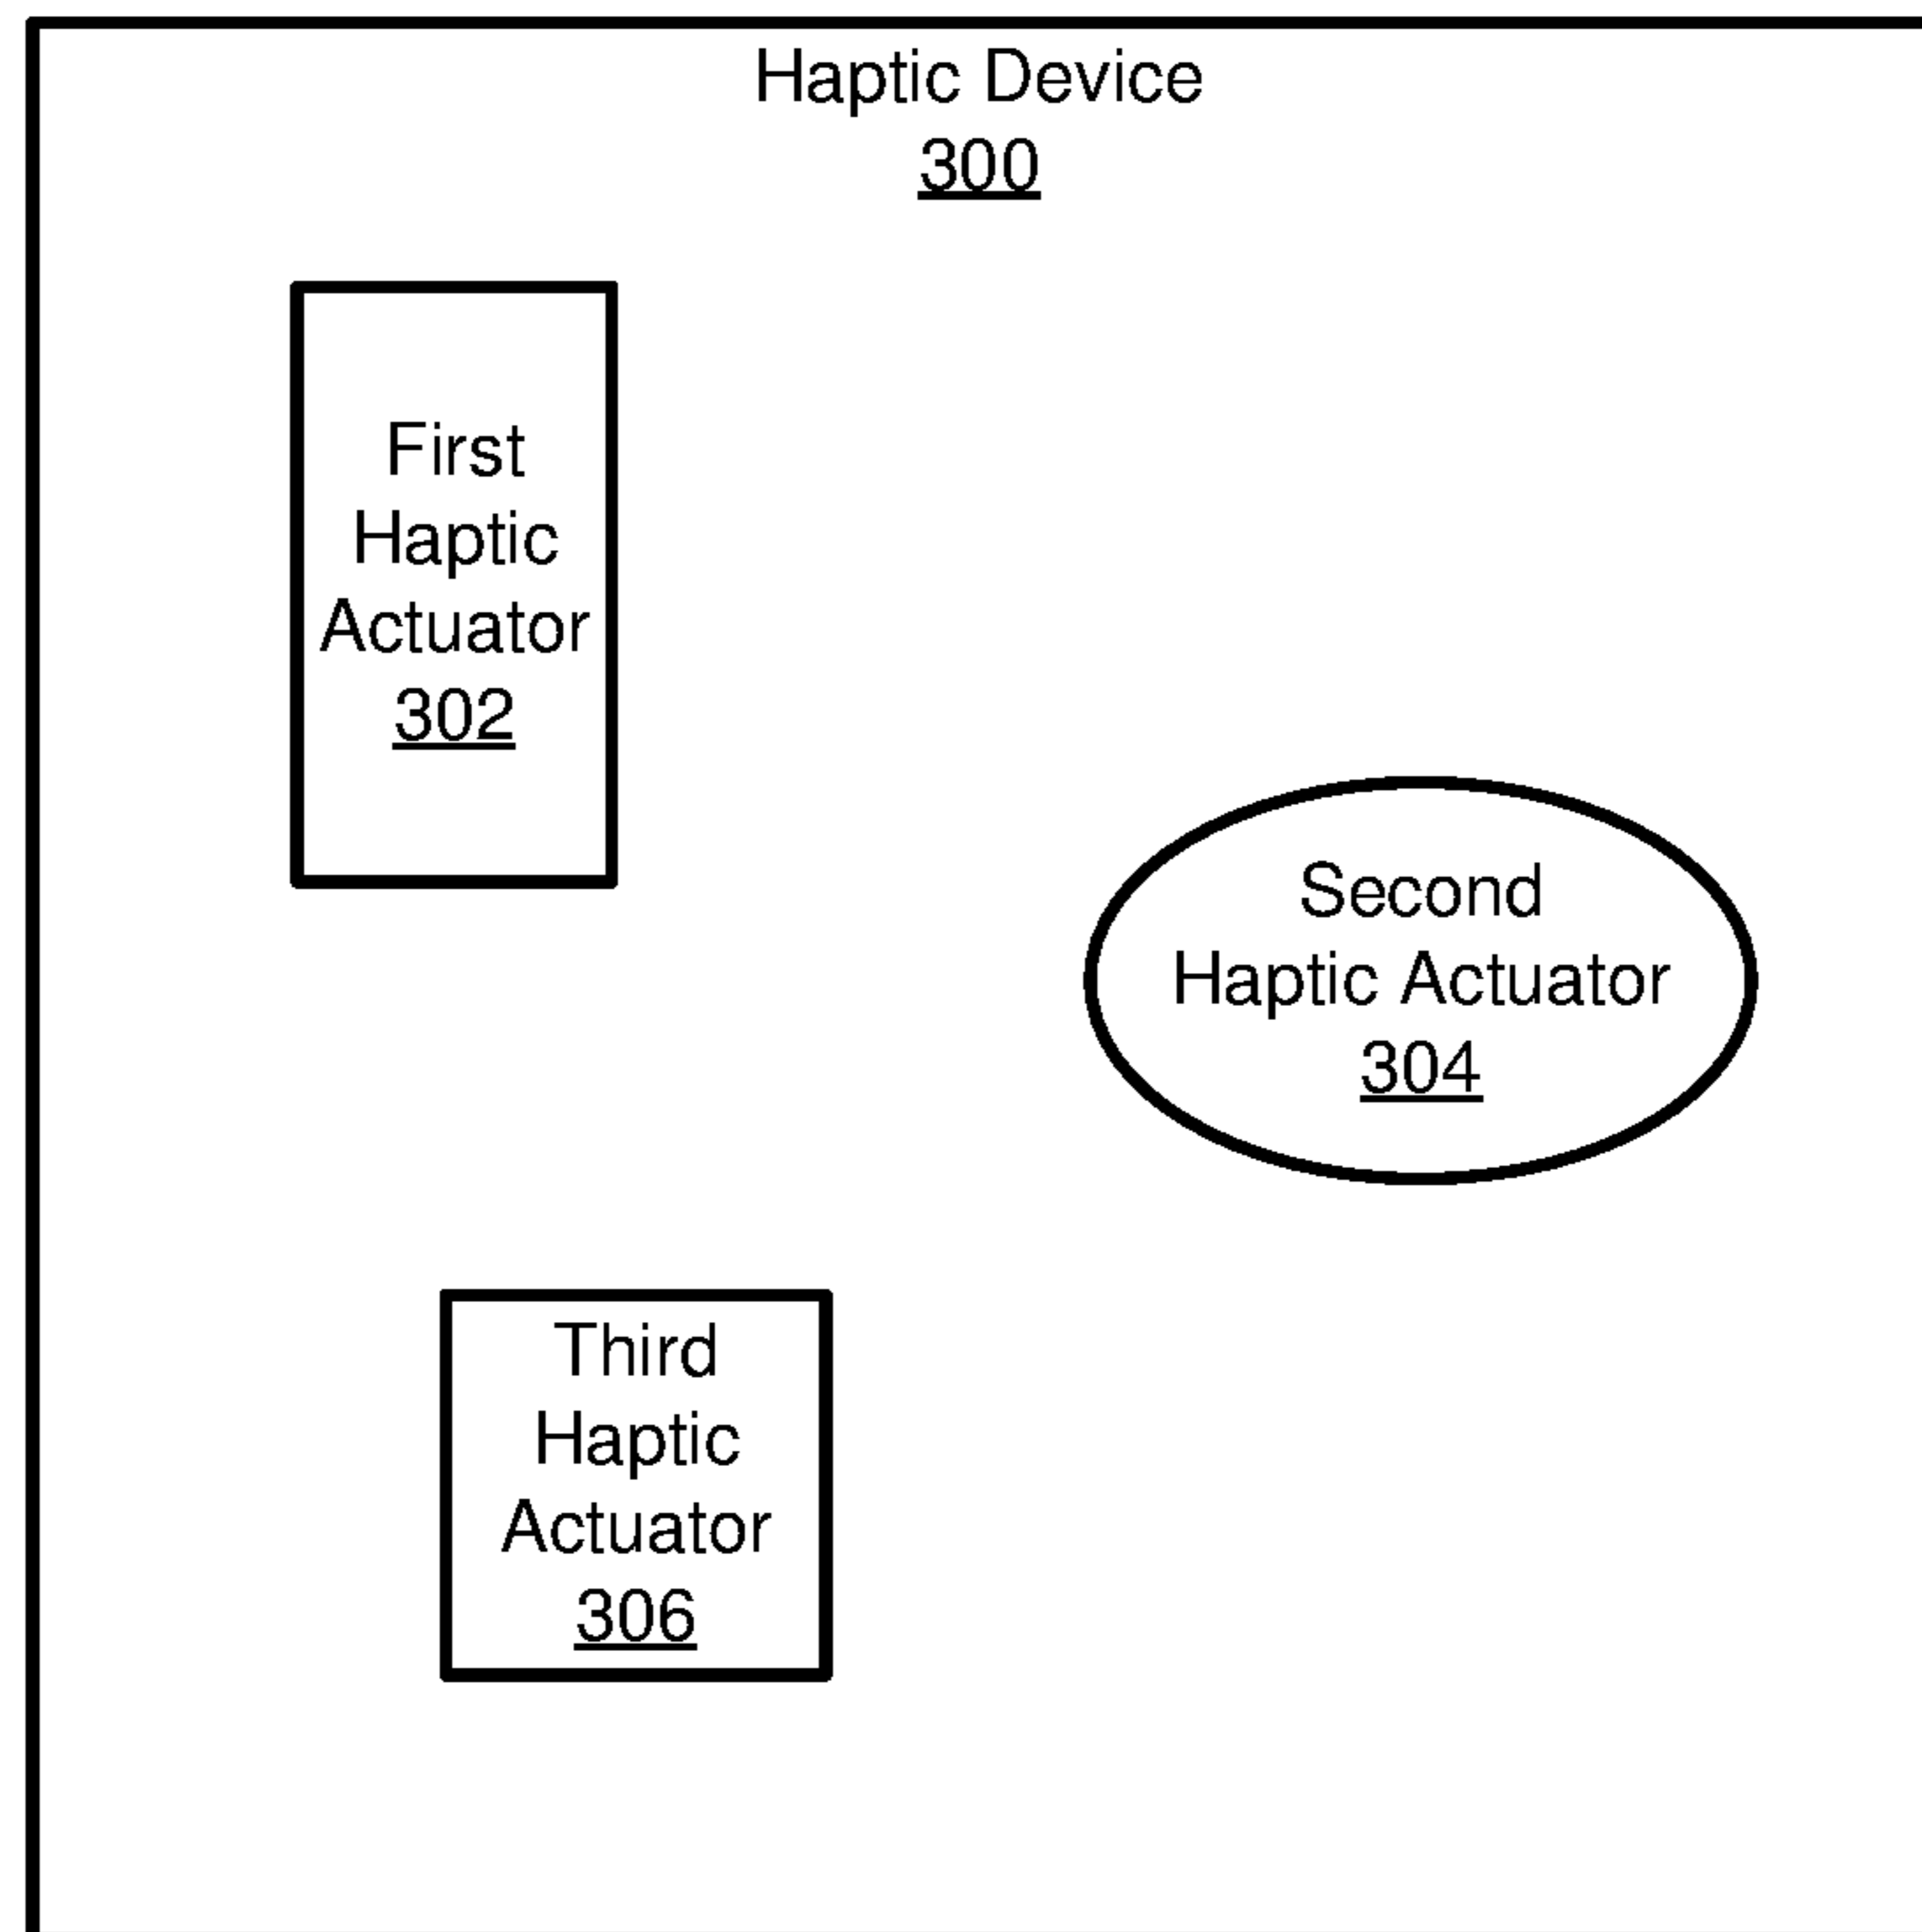 Haptic Device
300
First
Haptic
Actuator
302
Second
Haptic Actuator
304
Third
Haptic
Actuator
306